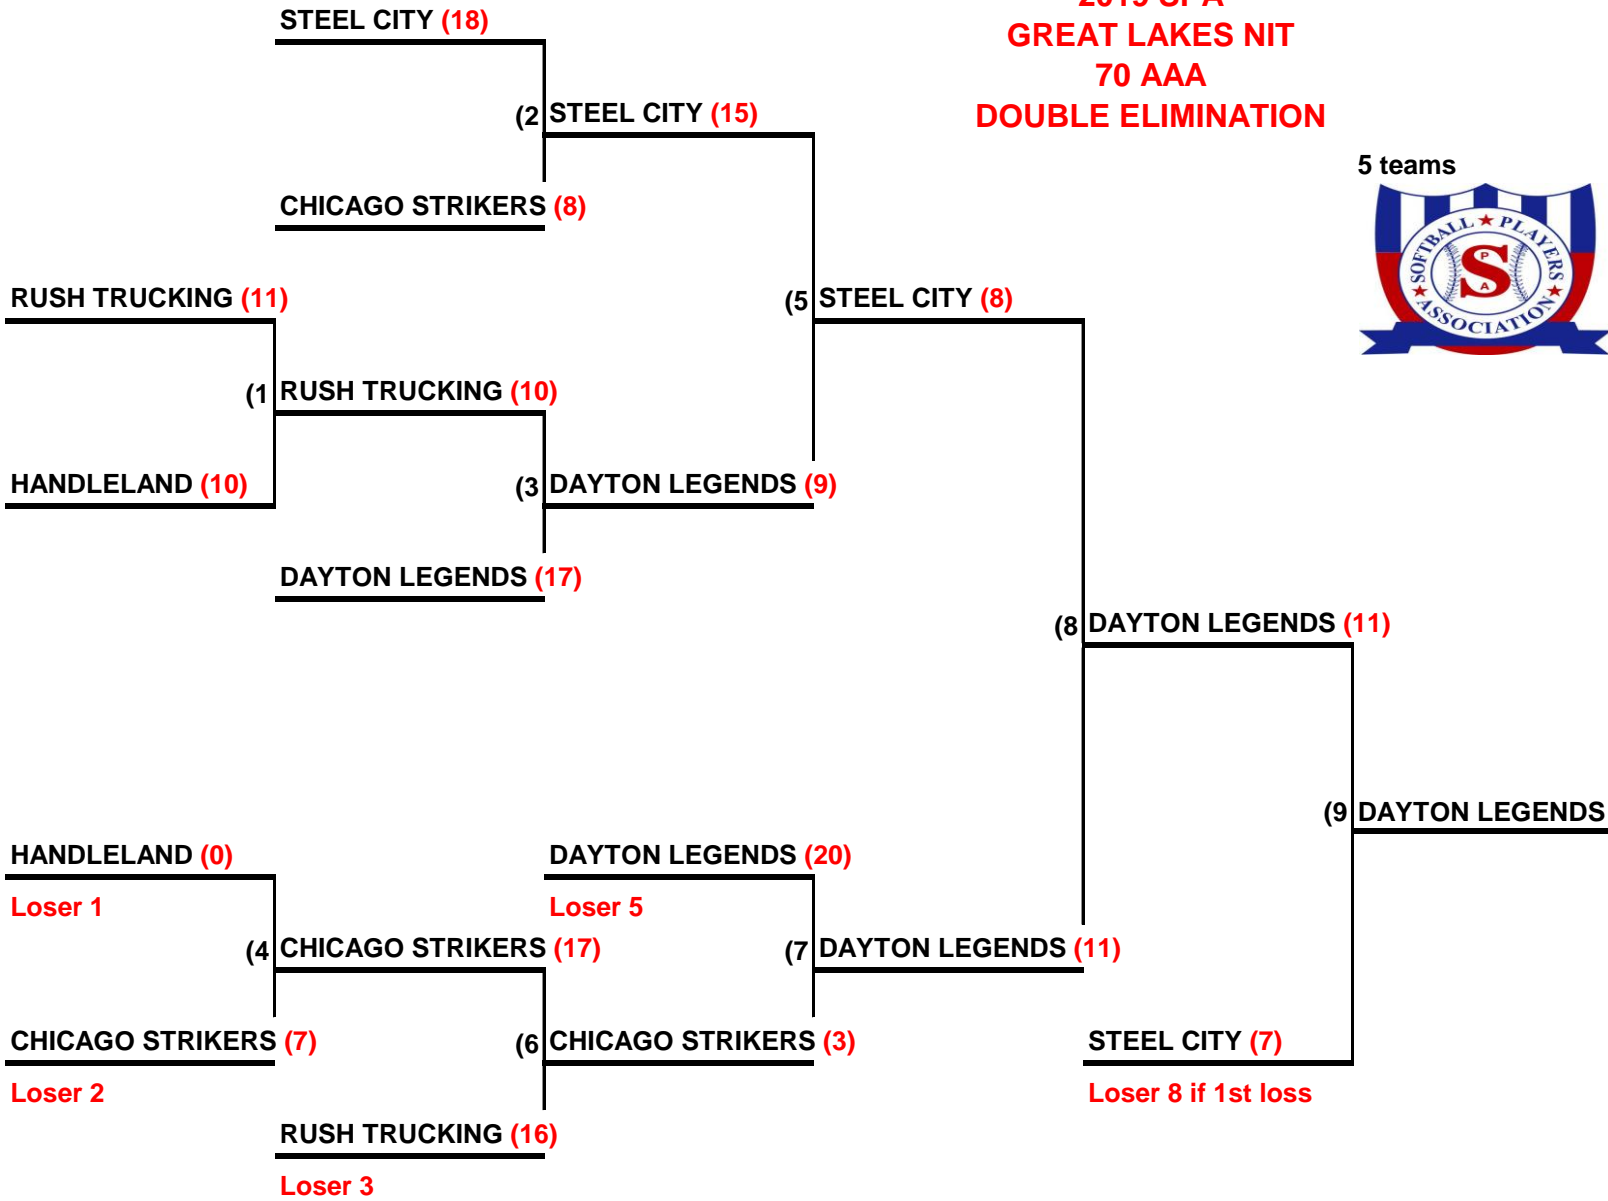 STEEL CITY (18)
GREAT LAKES NIT
70 AAA
DOUBLE ELIMINATION
(2 STEEL CITY (15)
5 teams
CHICAGO STRIKERS (8)
SOFTBALL ★ PLAYERS ★ ASSOCIATION ★
P
S
A
RUSH TRUCKING (11)
(5 STEEL CITY (8)
(1 RUSH TRUCKING (10)
HANDLELAND (10)
(3 DAYTON LEGENDS (9)
DAYTON LEGENDS (17)
(8 DAYTON LEGENDS (11)
(9 DAYTON LEGENDS
HANDLELAND (0)
DAYTON LEGENDS (20)
Loser 1
Loser 5
(4 CHICAGO STRIKERS (17)
(7 DAYTON LEGENDS (11)
CHICAGO STRIKERS (7)
(6 CHICAGO STRIKERS (3)
STEEL CITY (7)
Loser 2
Loser 8 if 1st loss
RUSH TRUCKING (16)
Loser 3